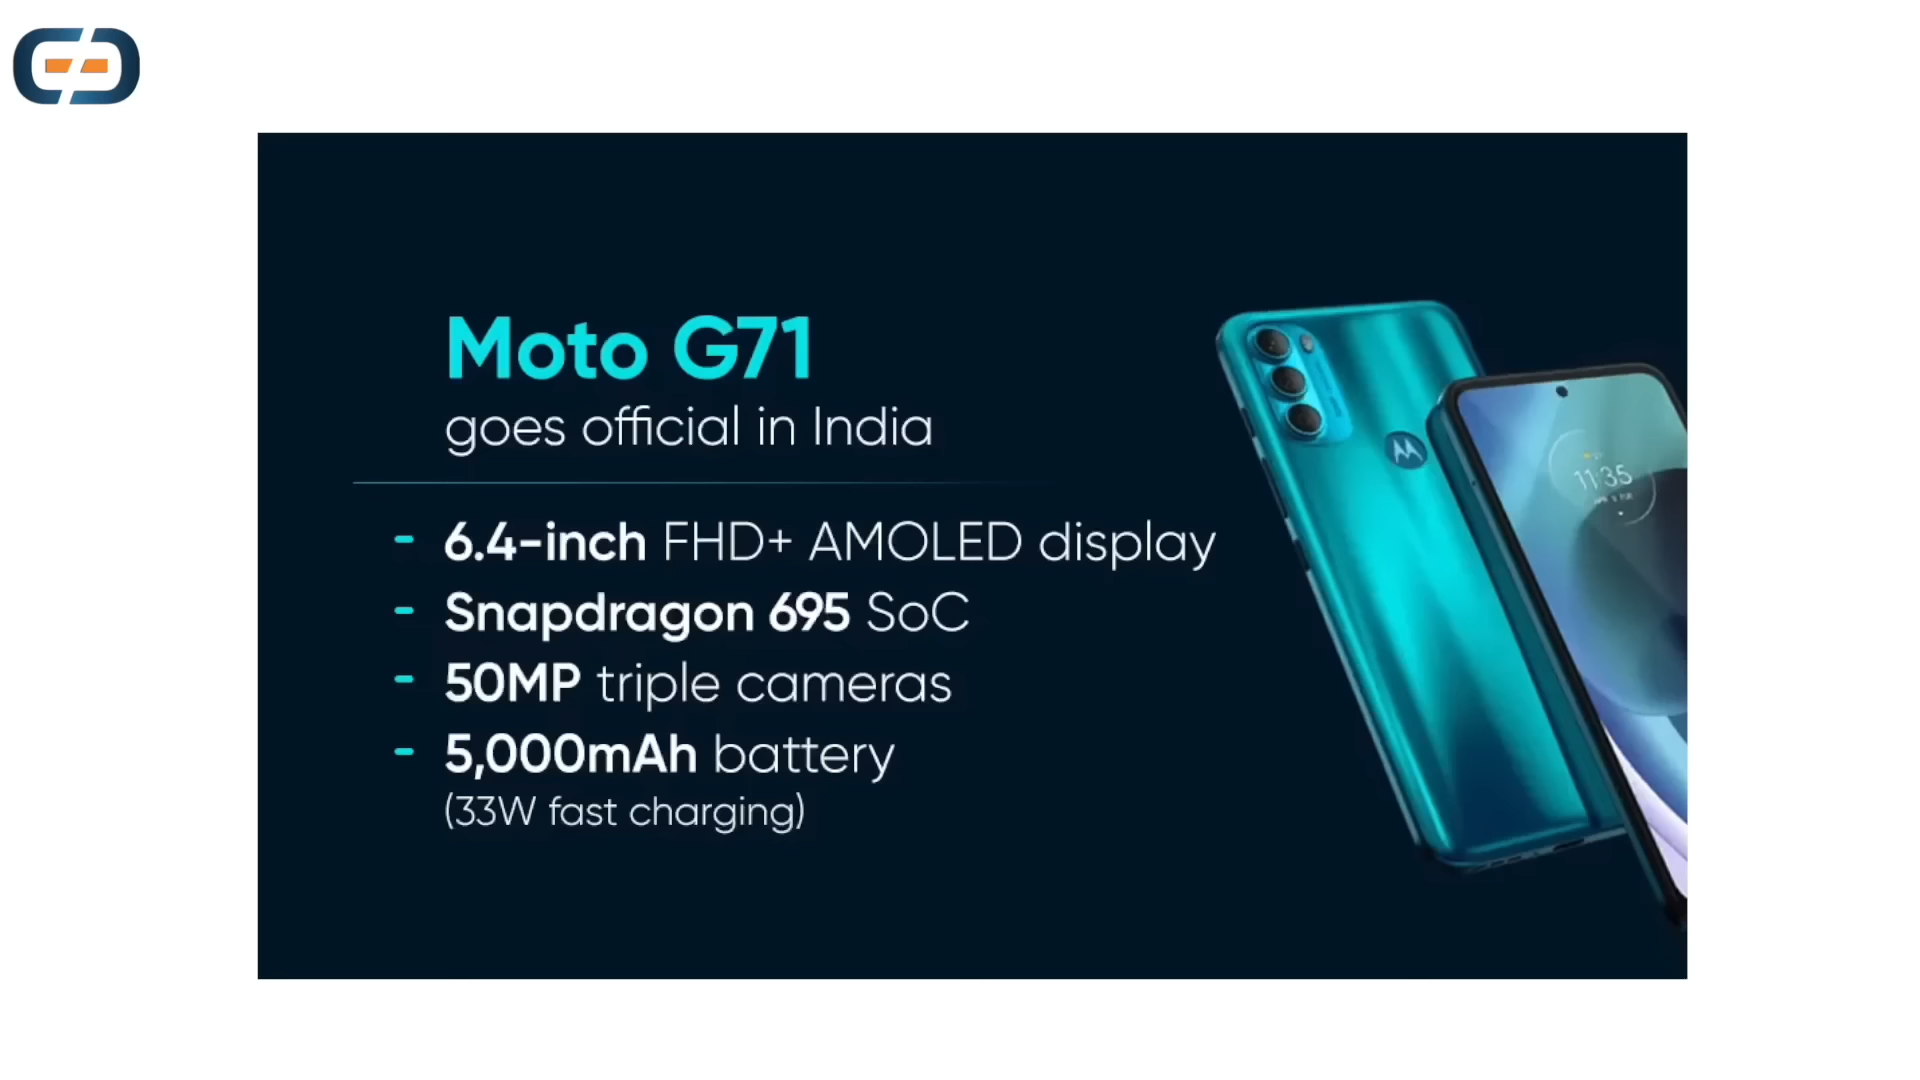 Moto G71
goes official in India
- 6.4-inch FHD+ AMOLED display
- Snapdragon 695 SoC
- 50MP triple cameras
- 5,000mAh battery
(33W fast charging)
11:35